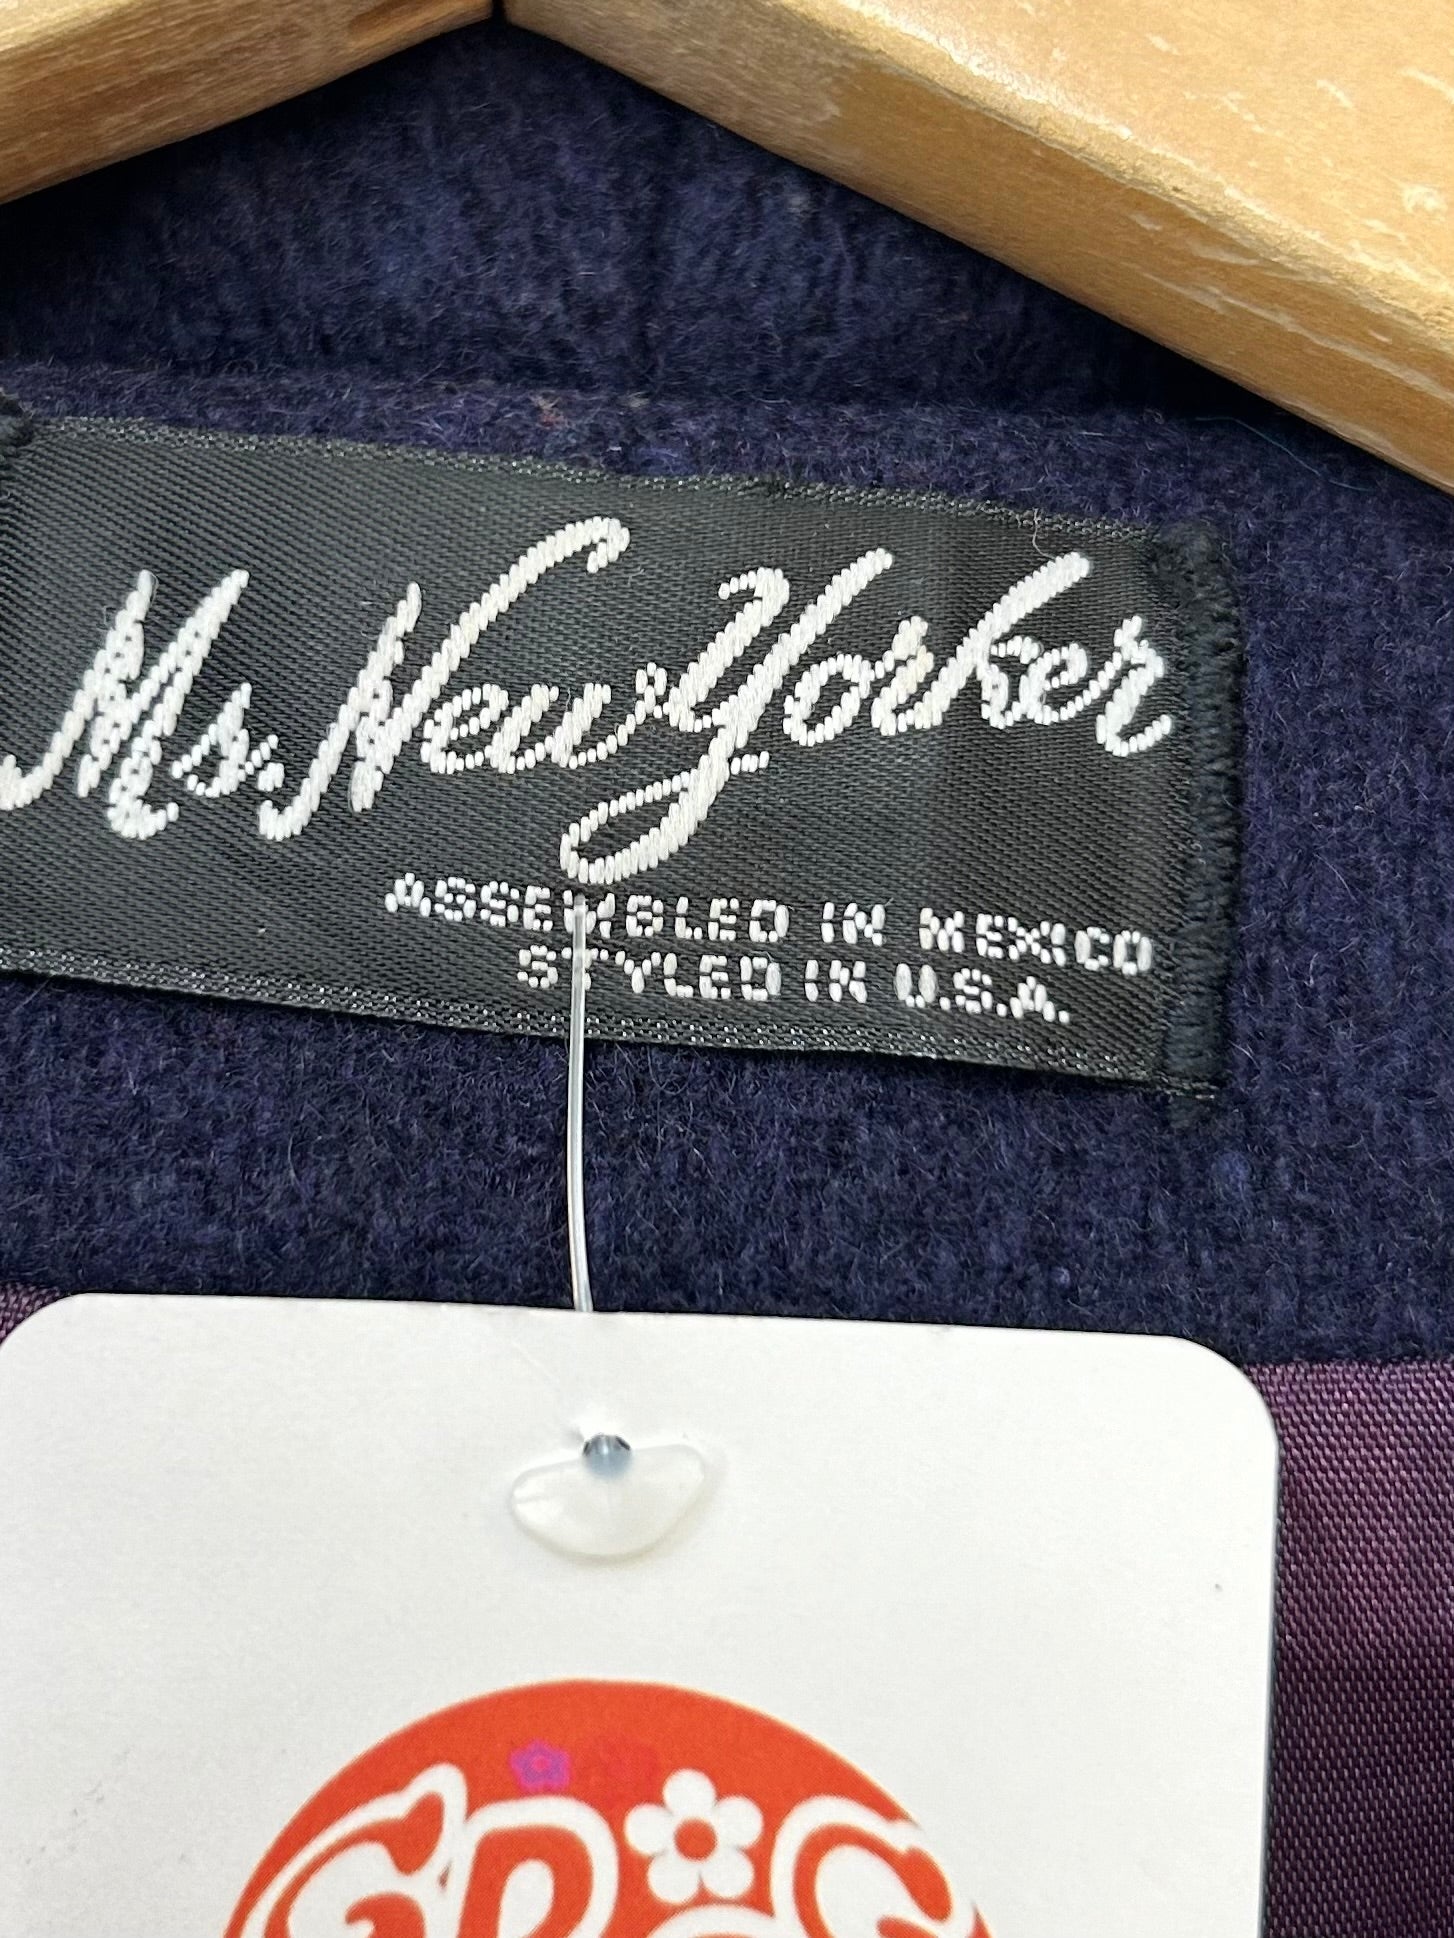 Ms. New Yorker
ASSEMBLED IN MEXICO
STYLED IN U.S.A.